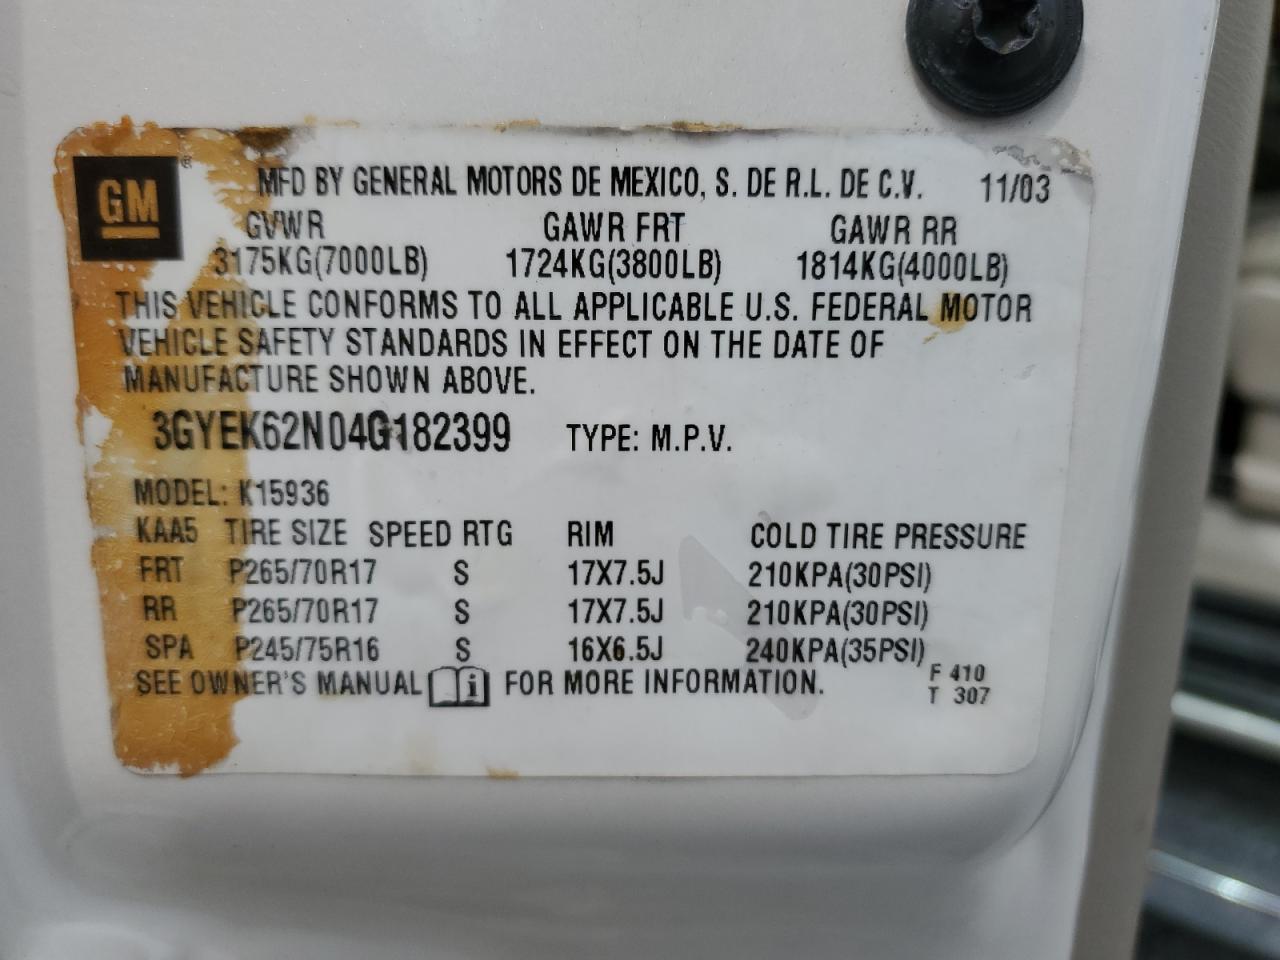 GM ® MFD BY GENERAL MOTORS DE MEXICO, S. DE R.L. DE C.V. 11/03
GVWR GAWR FRT GAWR RR
3175KG(7000LB) 1724KG(3800LB) 1814KG(4000LB)
THIS VEHICLE CONFORMS TO ALL APPLICABLE U.S. FEDERAL MOTOR
VEHICLE SAFETY STANDARDS IN EFFECT ON THE DATE OF
MANUFACTURE SHOWN ABOVE.
3GYEK62N04G182399 TYPE: M.P.V.
MODEL: K15936
KAA5 TIRE SIZE SPEED RTG RIM COLD TIRE PRESSURE
FRT P265/70R17 S 17X7.5J 210KPA(30PSI)
RR P265/70R17 S 17X7.5J 210KPA(30PSI)
SPA P245/75R16 S 16X6.5J 240KPA(35PSI)
SEE OWNER'S MANUAL i FOR MORE INFORMATION.
F 410
T 307